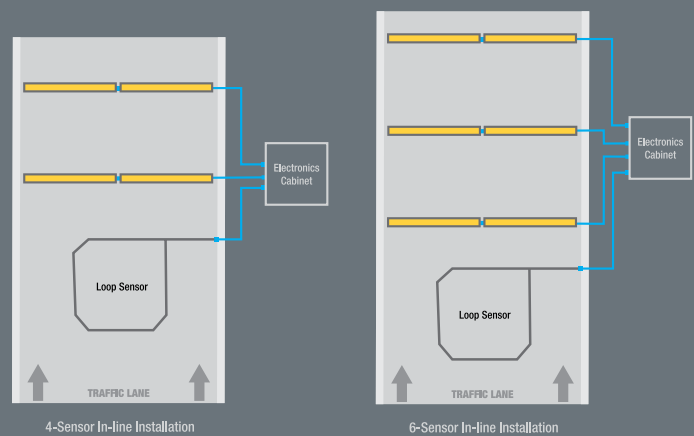 Electronics
Cabinet
Loop Sensor
TRAFFIC LANE
4-Sensor In-line Installation
Electronics
Cabinet
Loop Sensor
TRAFFIC LANE
6-Sensor In-line Installation